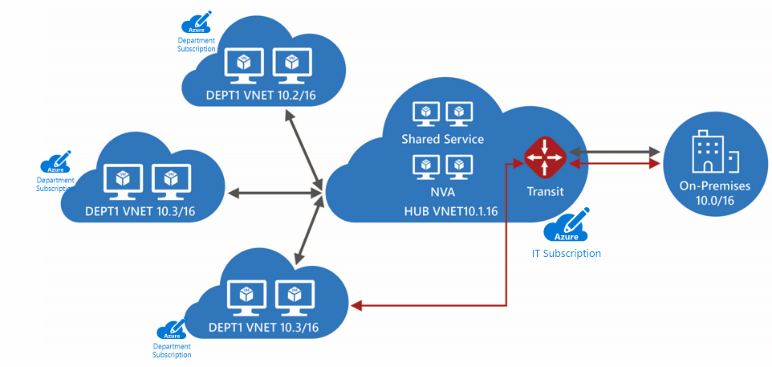 Azure
Department
Subscription
DEPT1 VNET 10.2/16
Azure
Department
Subscription
DEPT1 VNET 10.3/16
Shared Service
NVA
HUB VNET10.1.16
Transit
On-Premises
10.0/16
Azure
IT Subscription
DEPT1 VNET 10.3/16
Azure
Department
Subscription